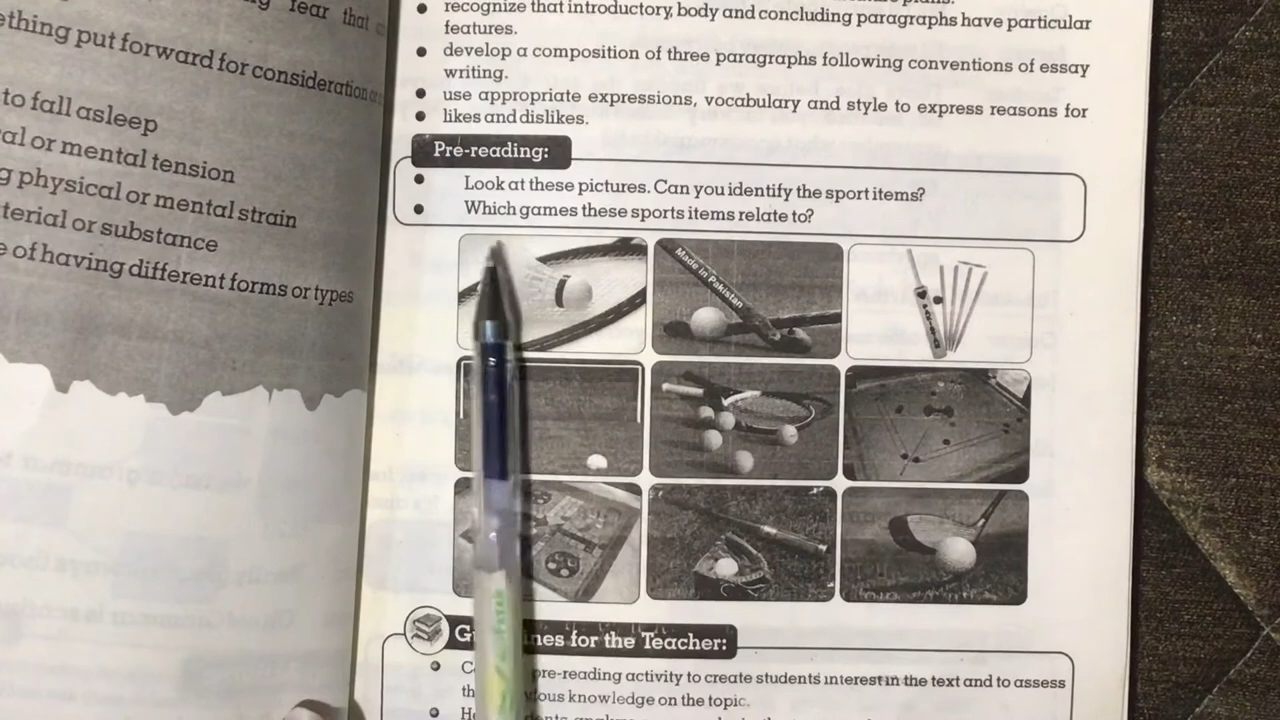 fear that
ething put forward for consideration
to fall asleep
al or mental tension
g physical or mental strain
terial or substance
e of having different forms or types
recognize that introductory, body and concluding paragraphs have particular
features.
develop a composition of three paragraphs following conventions of essay
writing.
use appropriate expressions, vocabulary and style to express reasons for
likes and dislikes.
Pre-reading:
Look at these pictures. Can you identify the sport items?
Which games these sports items relate to?
Made in Pakistan
nes for the Teacher:
pre-reading activity to create students interest in the text and to assess
ious knowledge on the topic.